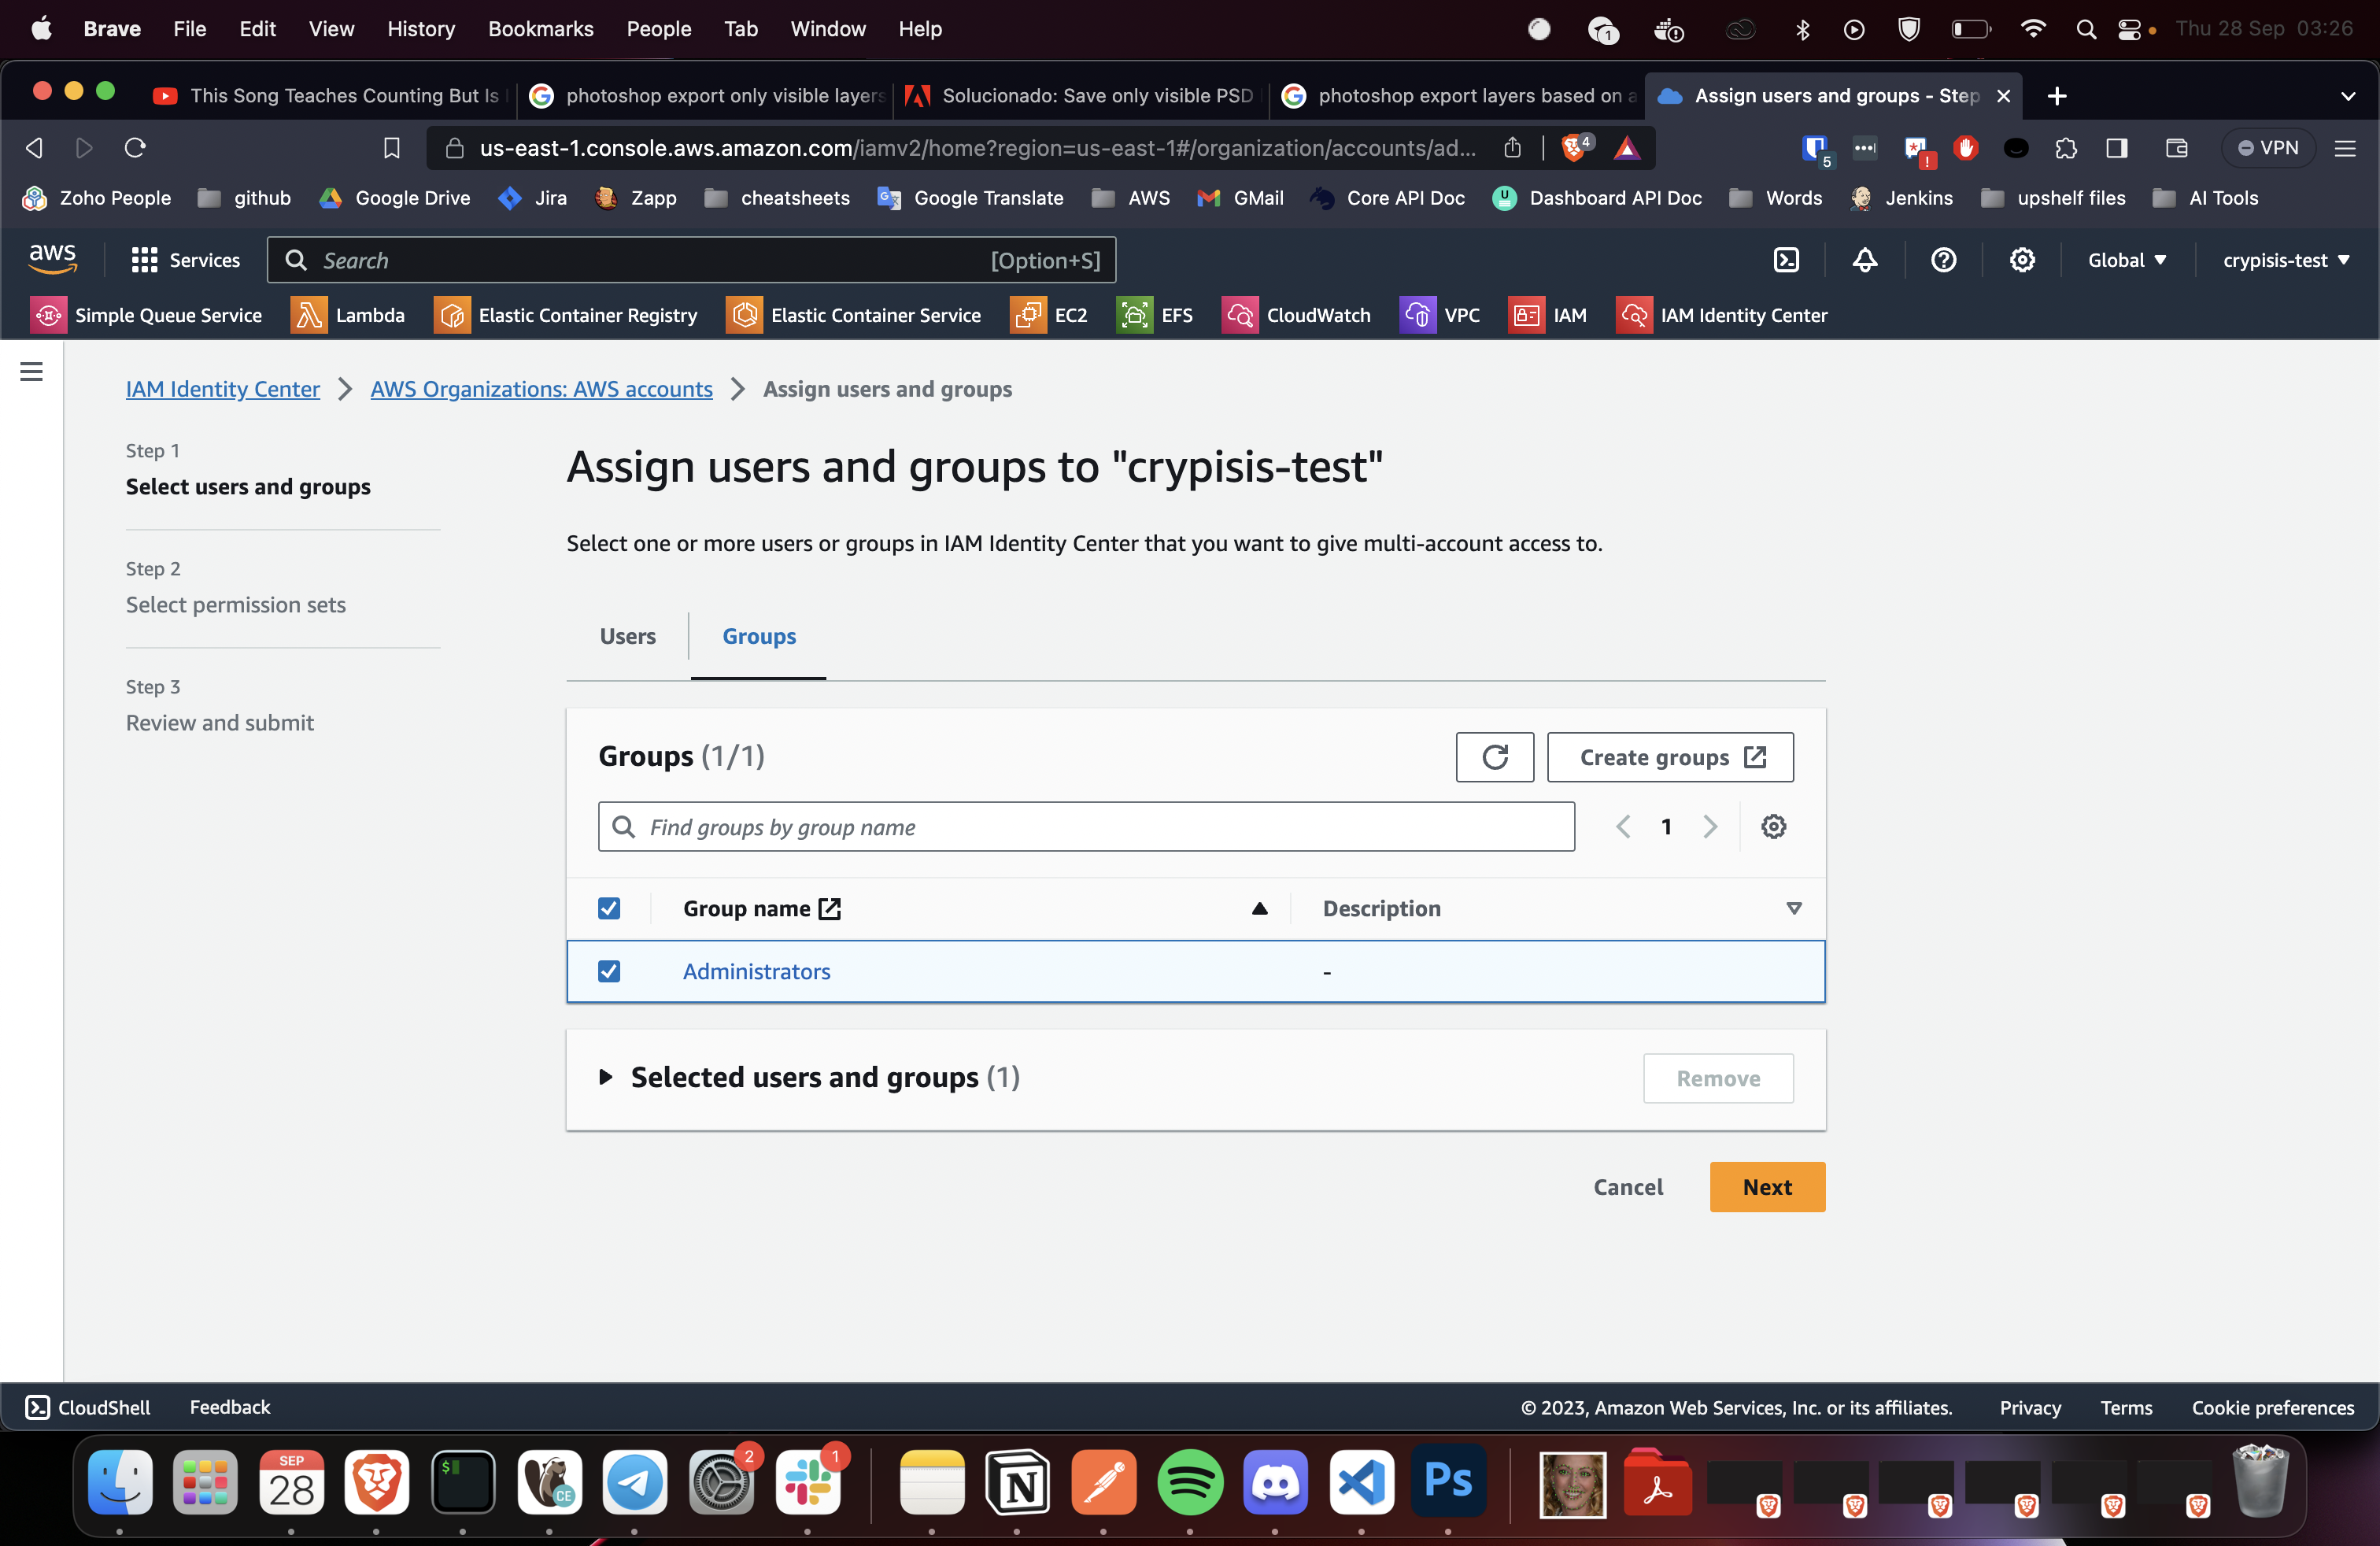 Brave File Edit View History Bookmarks People Tab Window Help 1 Thu 28 Sep 03:26
This Song Teaches Counting But Is photoshop export only visible layers Solucionado: Save only visible PSD photoshop export layers based on a Assign users and groups - Step
us-east-1.console.aws.amazon.com/iamv2/home?region=us-east-1#/organization/accounts/ad... 4 5 ! VPN
Zoho People github Google Drive Jira Zapp cheatsheets Google Translate AWS GMail Core API Doc Dashboard API Doc Words Jenkins upshelf files AI Tools
aws Services Search [Option+S] Global crypisis-test
Simple Queue Service Lambda Elastic Container Registry Elastic Container Service EC2 EFS CloudWatch VPC IAM IAM Identity Center
IAM Identity Center > AWS Organizations: AWS accounts > Assign users and groups
Step 1
Select users and groups
Step 2
Select permission sets
Step 3
Review and submit
Assign users and groups to "crypisis-test"
Select one or more users or groups in IAM Identity Center that you want to give multi-account access to.
Users Groups
Groups (1/1) Create groups
Find groups by group name 1
Group name Description
Administrators -
Selected users and groups (1) Remove
Cancel Next
CloudShell Feedback © 2023, Amazon Web Services, Inc. or its affiliates. Privacy Terms Cookie preferences
SEP
28
$
CE
2
1
N
Ps